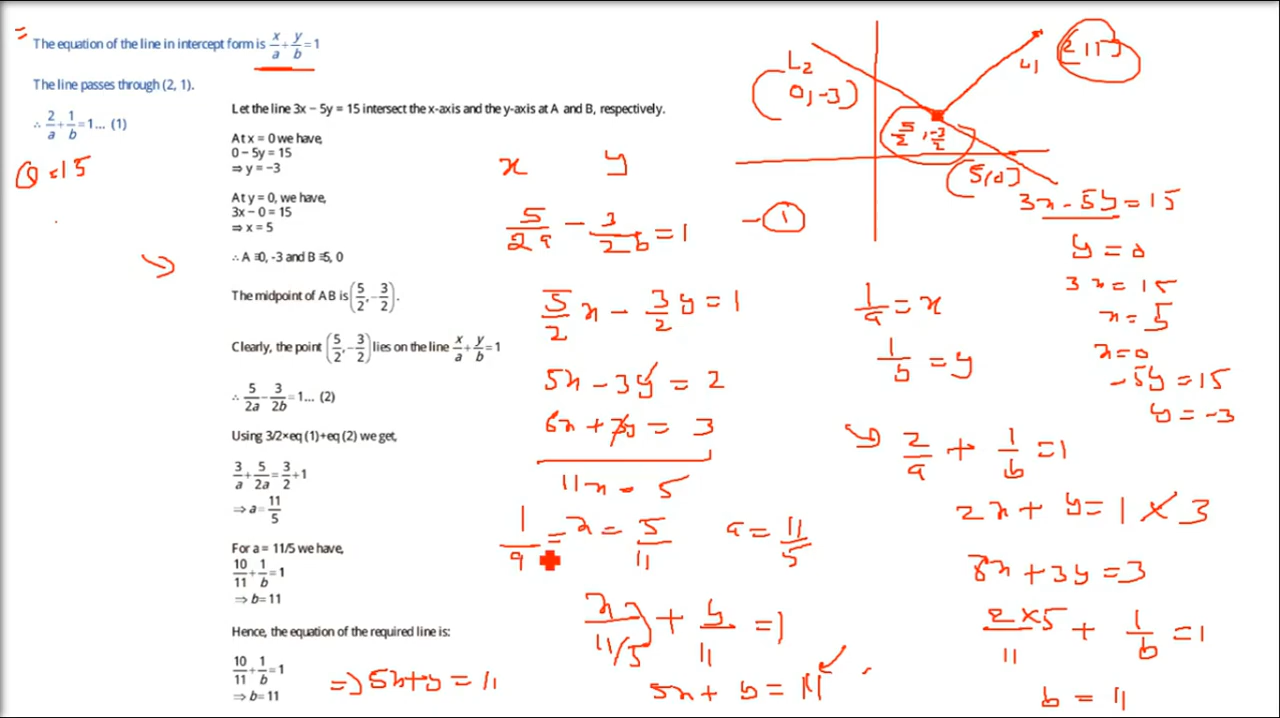 =
The equation of the line in intercept form is x/a + y/b = 1
The line passes through (2, 1).
∴ 2/a + 1/b = 1... (1)
Q = 15
Let the line 3x − 5y = 15 intersect the x-axis and the y-axis at A and B, respectively.
At x = 0 we have,
0 − 5y = 15
⇒ y = −3
At y = 0, we have,
3x − 0 = 15
⇒ x = 5
∴ A ≡0, -3 and B ≡5, 0
The midpoint of AB is (5/2, −3/2).
Clearly, the point (5/2, −3/2) lies on the line x/a + y/b = 1
∴ 5/2a − 3/2b = 1... (2)
Using 3/2×eq (1)+eq (2) we get,
3/a + 5/2a = 3/2 + 1
⇒ a = 11/5
For a = 11/5 we have,
10/11 + 1/b = 1
⇒ b = 11
Hence, the equation of the required line is:
10/11 + 1/b = 1
⇒ b = 11
⇒ 5x + y = 11
x y
5/2a − 3/2b = 1 − ①
5/2 x − 3/2 y = 1
5x − 3y = 2
6x + 3y = 3
11x = 5
1/a = x = 5/11 a = 11/5
x/11/5 + y/11 = 1
5x + y = 11
1/a = x
1/b = y
L2
(0, -3)
L1
(2, 1)
5/2, -3/2
(5, 0)
3x − 5y = 15
y = 0
3x = 15
x = 5
x = 0
−5y = 15
y = −3
2/a + 1/b = 1
2x + y = 1 × 3
6x + 3y = 3
2×5/11 + 1/b = 1
b = 11